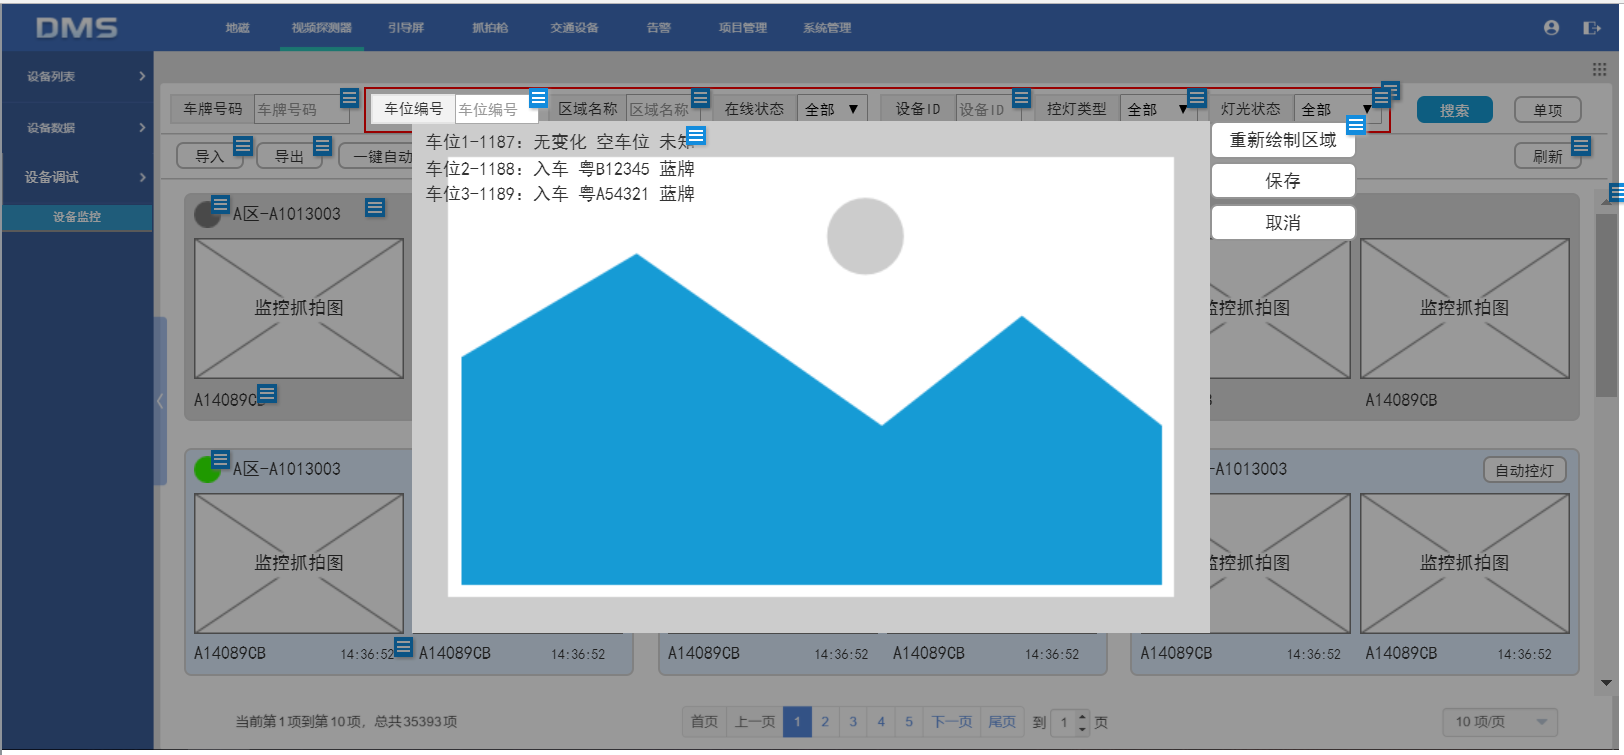 DMS 地磁 视频探测器 引导屏 抓拍枪 交通设备 告警 项目管理 系统管理
设备列表
设备数据
设备调试
设备监控
车牌号码 车牌号码 车位编号 车位编号 区域名称 区域名称 在线状态 全部 设备ID 设备ID 控灯类型 全部 灯光状态 全部 搜索 单项
导入 导出 一键自动 刷新
车位1-1187：无变化 空车位 未知
车位2-1188：入车 粤B12345 蓝牌
车位3-1189：入车 粤A54321 蓝牌
重新绘制区域
保存
取消
A区-A1013003
监控抓拍图 监控抓拍图 监控抓拍图
A14089CB A14089CB
A区-A1013003 -A1013003 自动控灯
监控抓拍图 监控抓拍图 监控抓拍图
A14089CB 14:36:52 A14089CB 14:36:52 A14089CB 14:36:52 A14089CB 14:36:52 A14089CB 14:36:52 A14089CB 14:36:52
当前第1项到第10项，总共35393项 首页 上一页 1 2 3 4 5 下一页 尾页 到 1 页 10 项/页